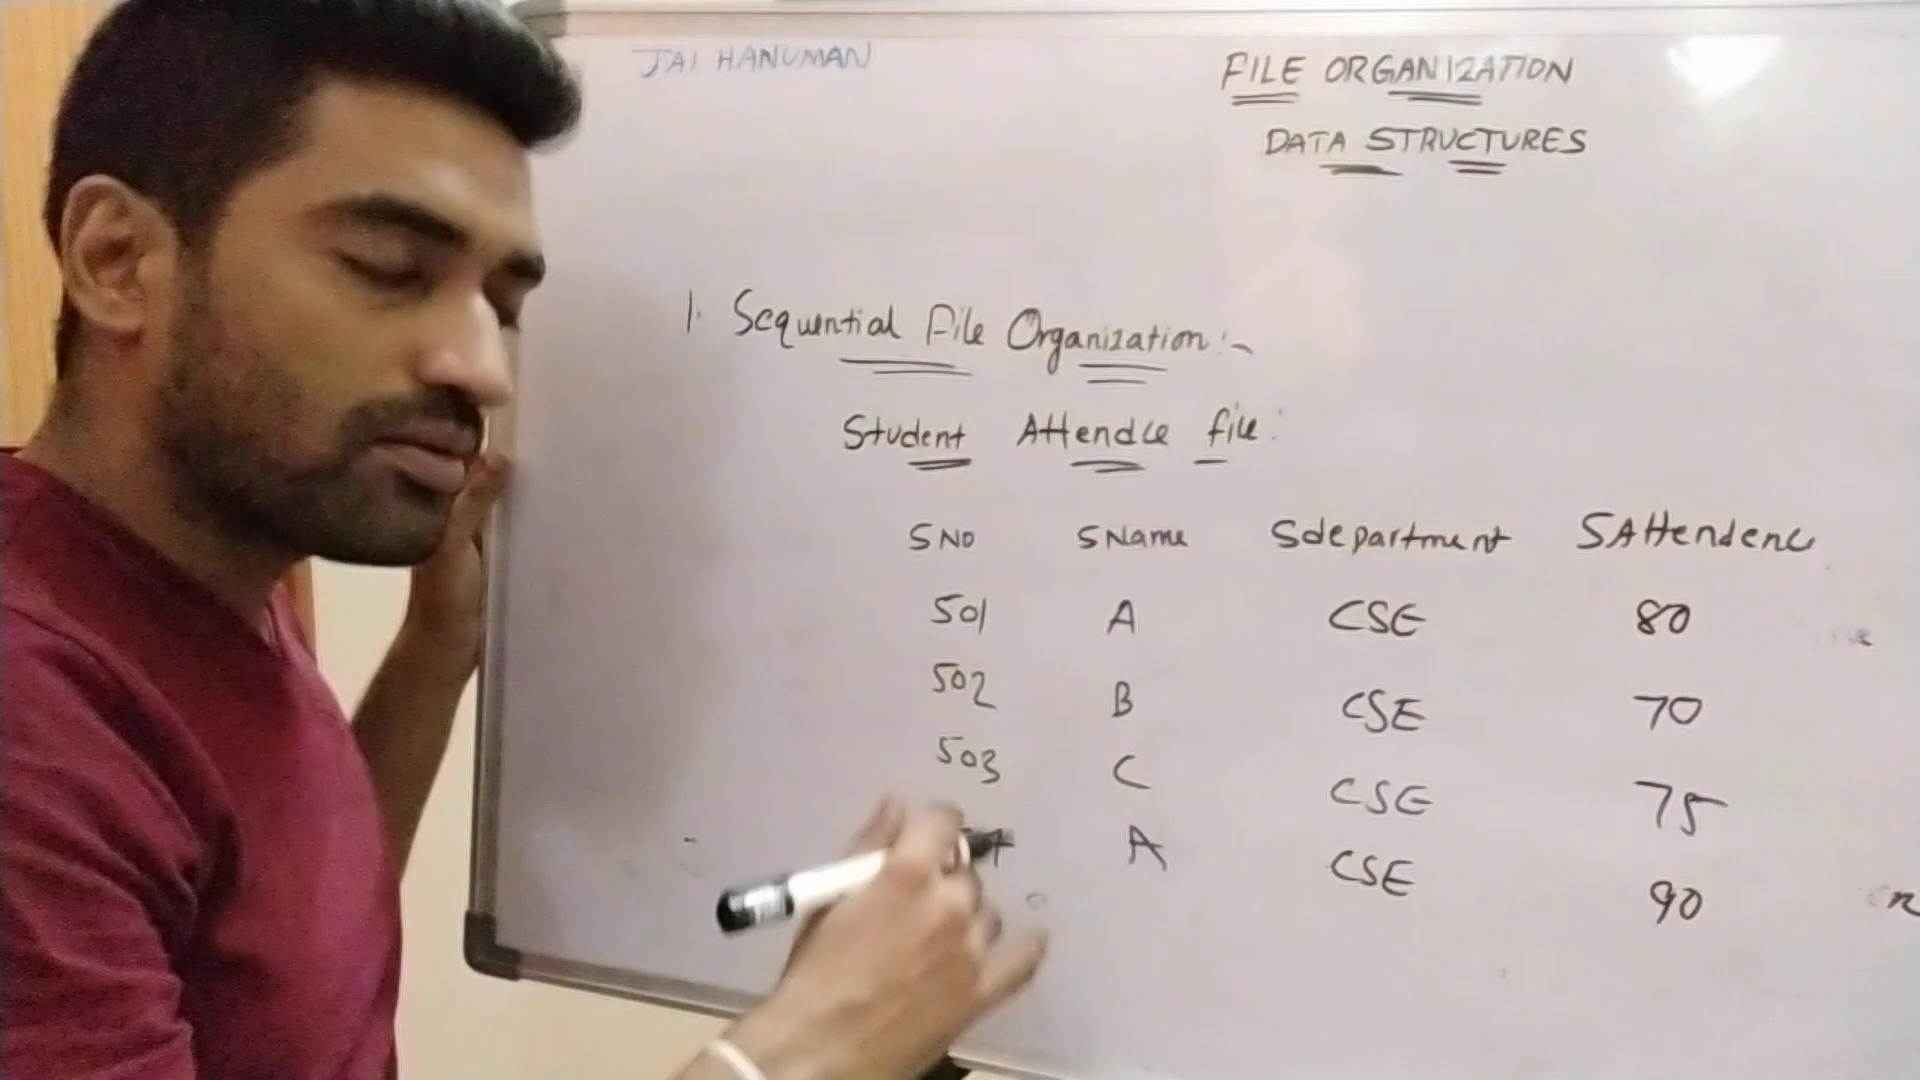 JAI HANUMAN
FILE ORGANIZATION
DATA STRUCTURES
1. Sequential File Organization:-
Student Attendce file:
SNO SName Sdepartment SAttendenc
501 A CSE 80
502 B CSE 70
503 C CSE 75
A CSE 90